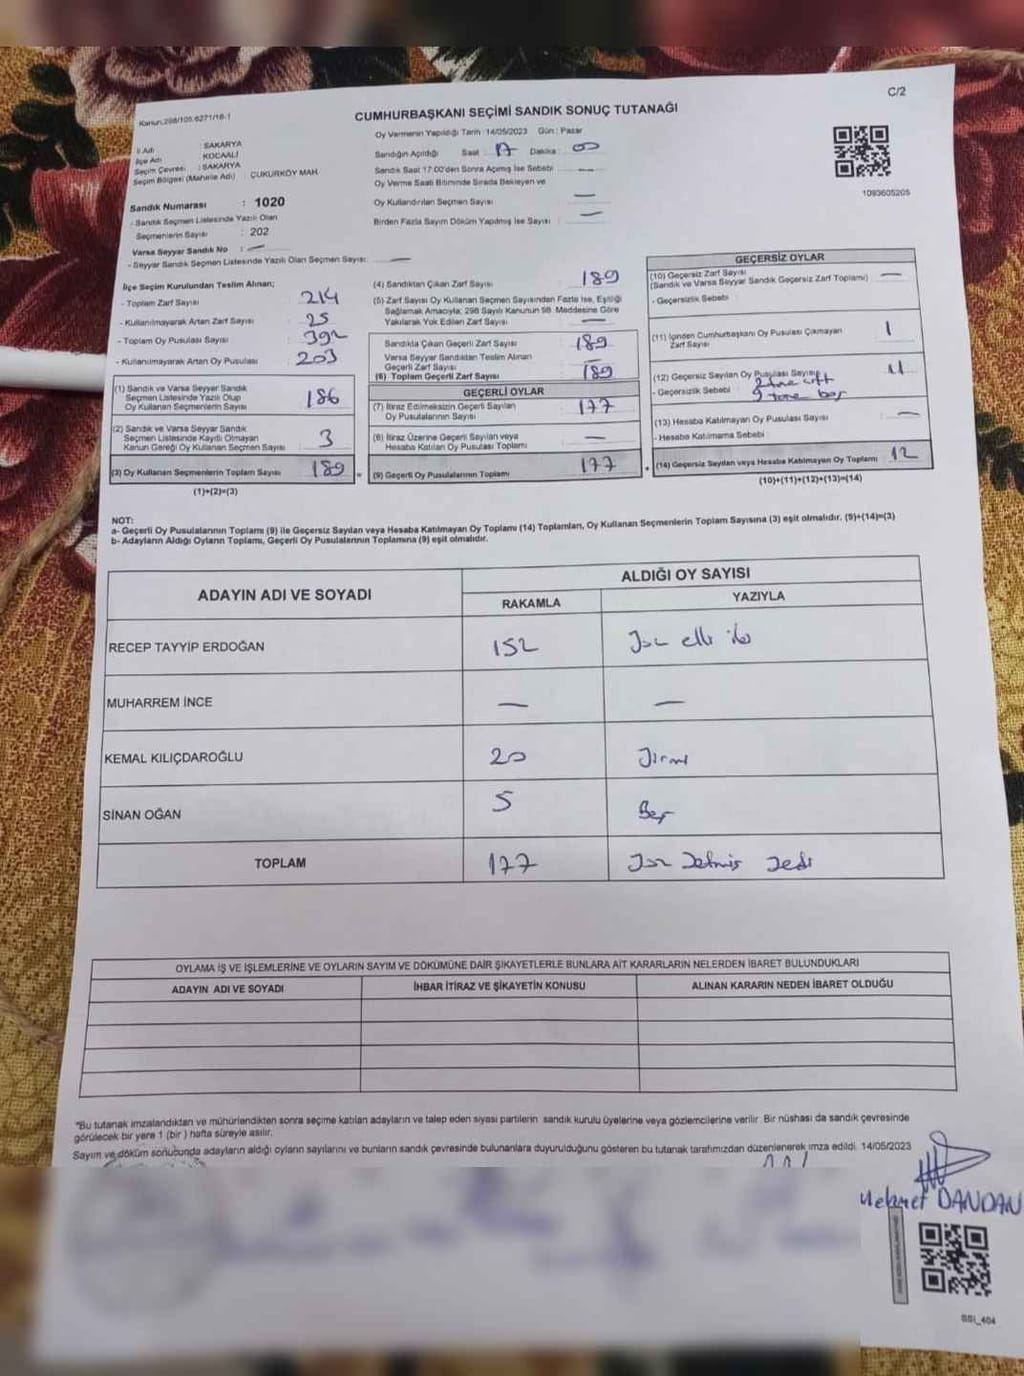 C/2
CUMHURBAŞKANI SEÇİMİ SANDIK SONUÇ TUTANAĞI
Kanun:298/105.6271/16-1
Oy Vermenin Yapıldığı Tarih :14/05/2023 Gün : Pazar
İl Adı : SAKARYA
İlçe Adı : KOCAALİ
Seçim Çevresi : SAKARYA
Seçim Bölgesi (Mahalle Adı) : ÇUKURKÖY MAH.
Sandığın Açıldığı Saat : 17 Dakika : 00
Sandık Saat 17:00'den Sonra Açımış İse Sebebi : —
Oy Verme Saati Bitiminde Sırada Bekleyen ve
Oy Kullandırılan Seçmen Sayısı : —
Birden Fazla Sayım Döküm Yapılmış İse Sayısı : —
1093605205
Sandık Numarası : 1020
- Sandık Seçmen Listesinde Yazılı Olan
Seçmenlerin Sayısı : 202
Varsa Seyyar Sandık No : —
- Seyyar Sandık Seçmen Listesinde Yazılı Olan Seçmen Sayısı: —
İlçe Seçim Kurulundan Teslim Alınan;
- Toplam Zarf Sayısı : 214
- Kullanılmayarak Artan Zarf Sayısı : 25
- Toplam Oy Pusulası Sayısı : 392
- Kullanılmayarak Artan Oy Pusulası : 203
(1) Sandık ve Varsa Seyyar Sandık
Seçmen Listesinde Yazılı Olup
Oy Kullanan Seçmenlerin Sayısı : 186
(2) Sandık ve Varsa Seyyar Sandık
Seçmen Listesinde Kayıtlı Olmayan
Kanun Gereği Oy Kullanan Seçmen Sayısı : 3
(3) Oy Kullanan Seçmenlerin Toplam Sayısı : 189
(1)+(2)=(3)
(4) Sandıktan Çıkan Zarf Sayısı : 189
(5) Zarf Sayısı Oy Kullanan Seçmen Sayısından Fazla İse, Eşitliği
Sağlamak Amacıyla; 298 Sayılı Kanunun 98. Maddesine Göre
Yakılarak Yok Edilen Zarf Sayısı : —
Sandıkta Çıkan Geçerli Zarf Sayısı : 189
Varsa Seyyar Sandıktan Teslim Alınan
Geçerli Zarf Sayısı :
(6) Toplam Geçerli Zarf Sayısı : 189
GEÇERLİ OYLAR
(7) İtiraz Edilmeksizin Geçerli Sayılan
Oy Pusulalarının Sayısı : 177
(8) İtiraz Üzerine Geçerli Sayılan veya
Hesaba Katılan Oy Pusulası Toplamı : —
(9) Geçerli Oy Pusulalarının Toplamı : 177
GEÇERSİZ OYLAR
(10) Geçersiz Zarf Sayısı
(Sandık ve Varsa Seyyar Sandık Geçersiz Zarf Toplamı) : —
- Geçersizlik Sebebi :
(11) İçinden Cumhurbaşkanı Oy Pusulası Çıkmayan
Zarf Sayısı : 1
(12) Geçersiz Sayılan Oy Pusulası Sayısı : 11
- Geçersizlik Sebebi : 2 tane çift
9 tane boş
(13) Hesaba Katılmayan Oy Pusulası Sayısı : —
- Hesaba Katılmama Sebebi
(14) Geçersiz Sayılan veya Hesaba Katılmayan Oy Toplamı : 12
(10)+(11)+(12)+(13)=(14)
NOT:
a- Geçerli Oy Pusulalarının Toplamı (9) ile Geçersiz Sayılan veya Hesaba Katılmayan Oy Toplamı (14) Toplamları, Oy Kullanan Seçmenlerin Toplam Sayısına (3) eşit olmalıdır. (9)+(14)=(3)
b- Adayların Aldığı Oyların Toplamı, Geçerli Oy Pusulalarının Toplamına (9) eşit olmalıdır.
ADAYIN ADI VE SOYADI
ALDIĞI OY SAYISI
RAKAMLA YAZIYLA
RECEP TAYYİP ERDOĞAN 152 Yüz elli iki
MUHARREM İNCE — —
KEMAL KILIÇDAROĞLU 20 Yirmi
SİNAN OĞAN 5 Beş
TOPLAM 177 Yüz Yetmiş Yedi
OYLAMA İŞ VE İŞLEMLERİNE VE OYLARIN SAYIM VE DÖKÜMÜNE DAİR ŞİKAYETLERLE BUNLARA AİT KARARLARIN NELERDEN İBARET BULUNDUKLARI
ADAYIN ADI VE SOYADI İHBAR İTİRAZ VE ŞİKAYETİN KONUSU ALINAN KARARIN NEDEN İBARET OLDUĞU
*Bu tutanak imzalandıktan ve mühürlendikten sonra seçime katılan adayların ve talep eden siyasi partilerin sandık kurulu üyelerine veya gözlemcilerine verilir. Bir nüshası da sandık çevresinde
görülecek bir yere 1 (bir ) hafta süreyle asılır.
Sayım ve döküm sonucunda adayların aldığı oyların sayılarını ve bunların sandık çevresinde bulunanlara duyurulduğunu gösteren bu tutanak tarafımızdan düzenlenerek imza edildi. 14/05/2023
Mehmet DANDAN
SSI_404